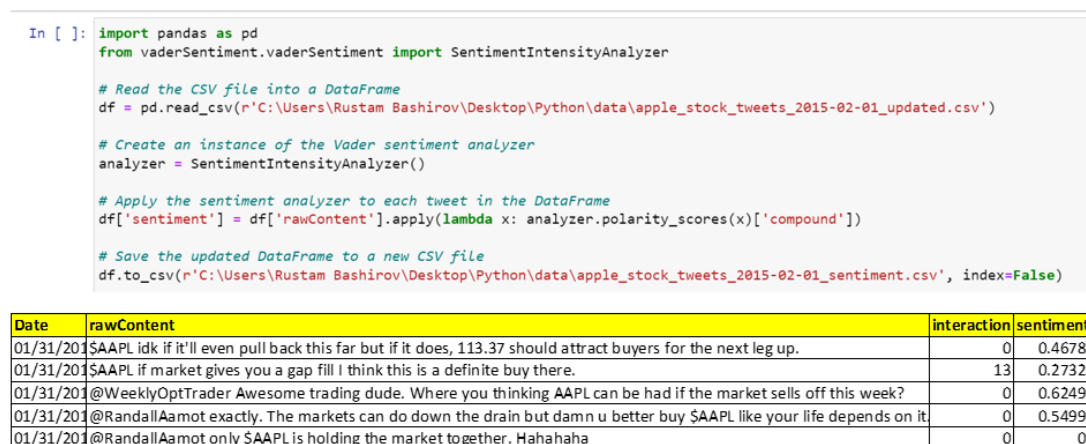 In [ ]: import pandas as pd
from vaderSentiment.vaderSentiment import SentimentIntensityAnalyzer
# Read the CSV file into a DataFrame
df = pd.read_csv(r'C:\Users\Rustam Bashirov\Desktop\Python\data\apple_stock_tweets_2015-02-01_updated.csv')
# Create an instance of the Vader sentiment analyzer
analyzer = SentimentIntensityAnalyzer()
# Apply the sentiment analyzer to each tweet in the DataFrame
df['sentiment'] = df['rawContent'].apply(lambda x: analyzer.polarity_scores(x)['compound'])
# Save the updated DataFrame to a new CSV file
df.to_csv(r'C:\Users\Rustam Bashirov\Desktop\Python\data\apple_stock_tweets_2015-02-01_sentiment.csv', index=False)
Date rawContent interaction sentiment
01/31/201 $AAPL idk if it'll even pull back this far but if it does, 113.37 should attract buyers for the next leg up. 0 0.4678
01/31/201 $AAPL if market gives you a gap fill I think this is a definite buy there. 13 0.2732
01/31/201 @WeeklyOptTrader Awesome trading dude. Where you thinking AAPL can be had if the market sells off this week? 0 0.6249
01/31/201 @RandallAamot exactly. The markets can do down the drain but damn u better buy $AAPL like your life depends on it. 0 0.5499
01/31/201 @RandallAamot only $AAPL is holding the market together. Hahahaha 0 0